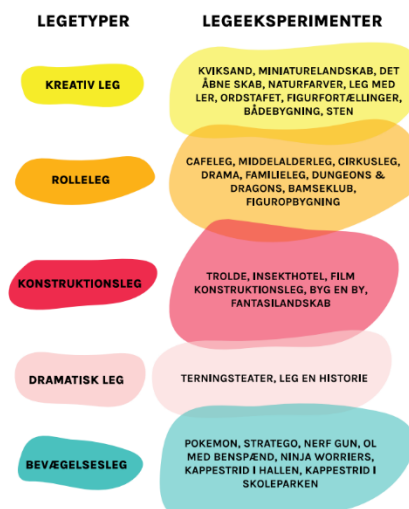 LEGETYPER
LEGEEKSPERIMENTER
KREATIV LEG
KVIKSAND, MINIATURELANDSKAB, DET
ÅBNE SKAB, NATURFARVER, LEG MED
LER, ORDSTAFET, FIGURFORTÆLLINGER,
BÅDEBYGNING, STEN
ROLLELEG
CAFELEG, MIDDELALDERLEG, CIRKUSLEG,
DRAMA, FAMILIELEG, DUNGEONS &
DRAGONS, BAMSEKLUB,
FIGUROPBYGNING
KONSTRUKTIONSLEG
TROLDE, INSEKTHOTEL, FILM
KONSTRUKTIONSLEG, BYG EN BY,
FANTASILANDSKAB
DRAMATISK LEG
TERNINGSTEATER, LEG EN HISTORIE
BEVÆGELSESLEG
POKEMON, STRATEGO, NERF GUN, OL
MED BENSPÆND, NINJA WORRIERS,
KAPPESTRID I HALLEN, KAPPESTRID I
SKOLEPARKEN